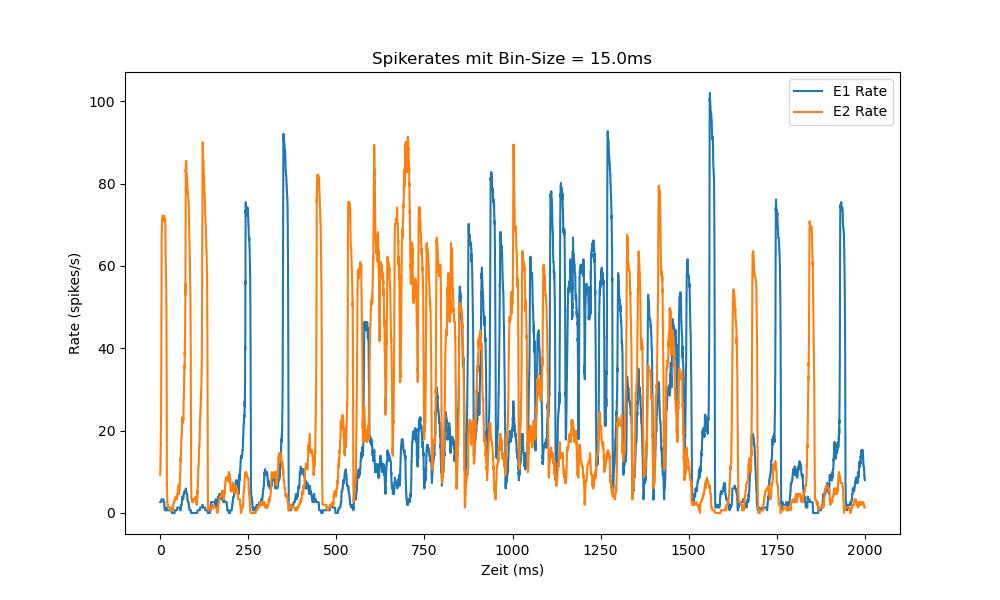 Spikerates mit Bin-Size = 15.0ms
E1 Rate
E2 Rate
100
80
60
40
20
0
Rate (spikes/s)
0 250 500 750 1000 1250 1500 1750 2000
Zeit (ms)